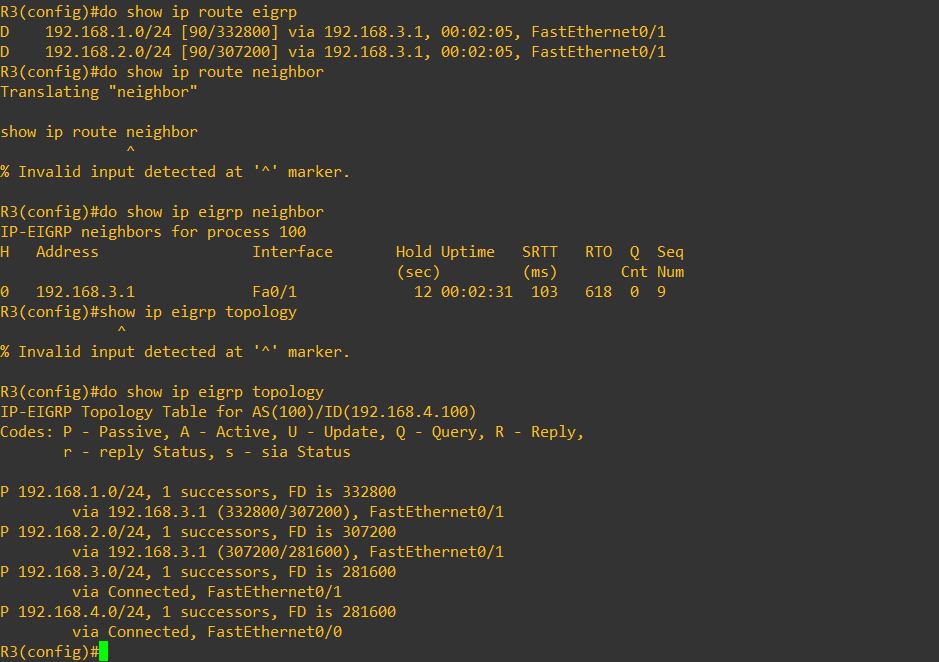 R3(config)#do show ip route eigrp
D    192.168.1.0/24 [90/332800] via 192.168.3.1, 00:02:05, FastEthernet0/1
D    192.168.2.0/24 [90/307200] via 192.168.3.1, 00:02:05, FastEthernet0/1
R3(config)#do show ip route neighbor
Translating "neighbor"

show ip route neighbor
              ^
% Invalid input detected at '^' marker.

R3(config)#do show ip eigrp neighbor
IP-EIGRP neighbors for process 100
H   Address                 Interface       Hold Uptime   SRTT   RTO  Q  Seq
                                            (sec)         (ms)       Cnt Num
0   192.168.3.1             Fa0/1             12 00:02:31  103   618  0  9
R3(config)#show ip eigrp topology
             ^
% Invalid input detected at '^' marker.

R3(config)#do show ip eigrp topology
IP-EIGRP Topology Table for AS(100)/ID(192.168.4.100)
Codes: P - Passive, A - Active, U - Update, Q - Query, R - Reply,
       r - reply Status, s - sia Status

P 192.168.1.0/24, 1 successors, FD is 332800
        via 192.168.3.1 (332800/307200), FastEthernet0/1
P 192.168.2.0/24, 1 successors, FD is 307200
        via 192.168.3.1 (307200/281600), FastEthernet0/1
P 192.168.3.0/24, 1 successors, FD is 281600
        via Connected, FastEthernet0/1
P 192.168.4.0/24, 1 successors, FD is 281600
        via Connected, FastEthernet0/0
R3(config)#